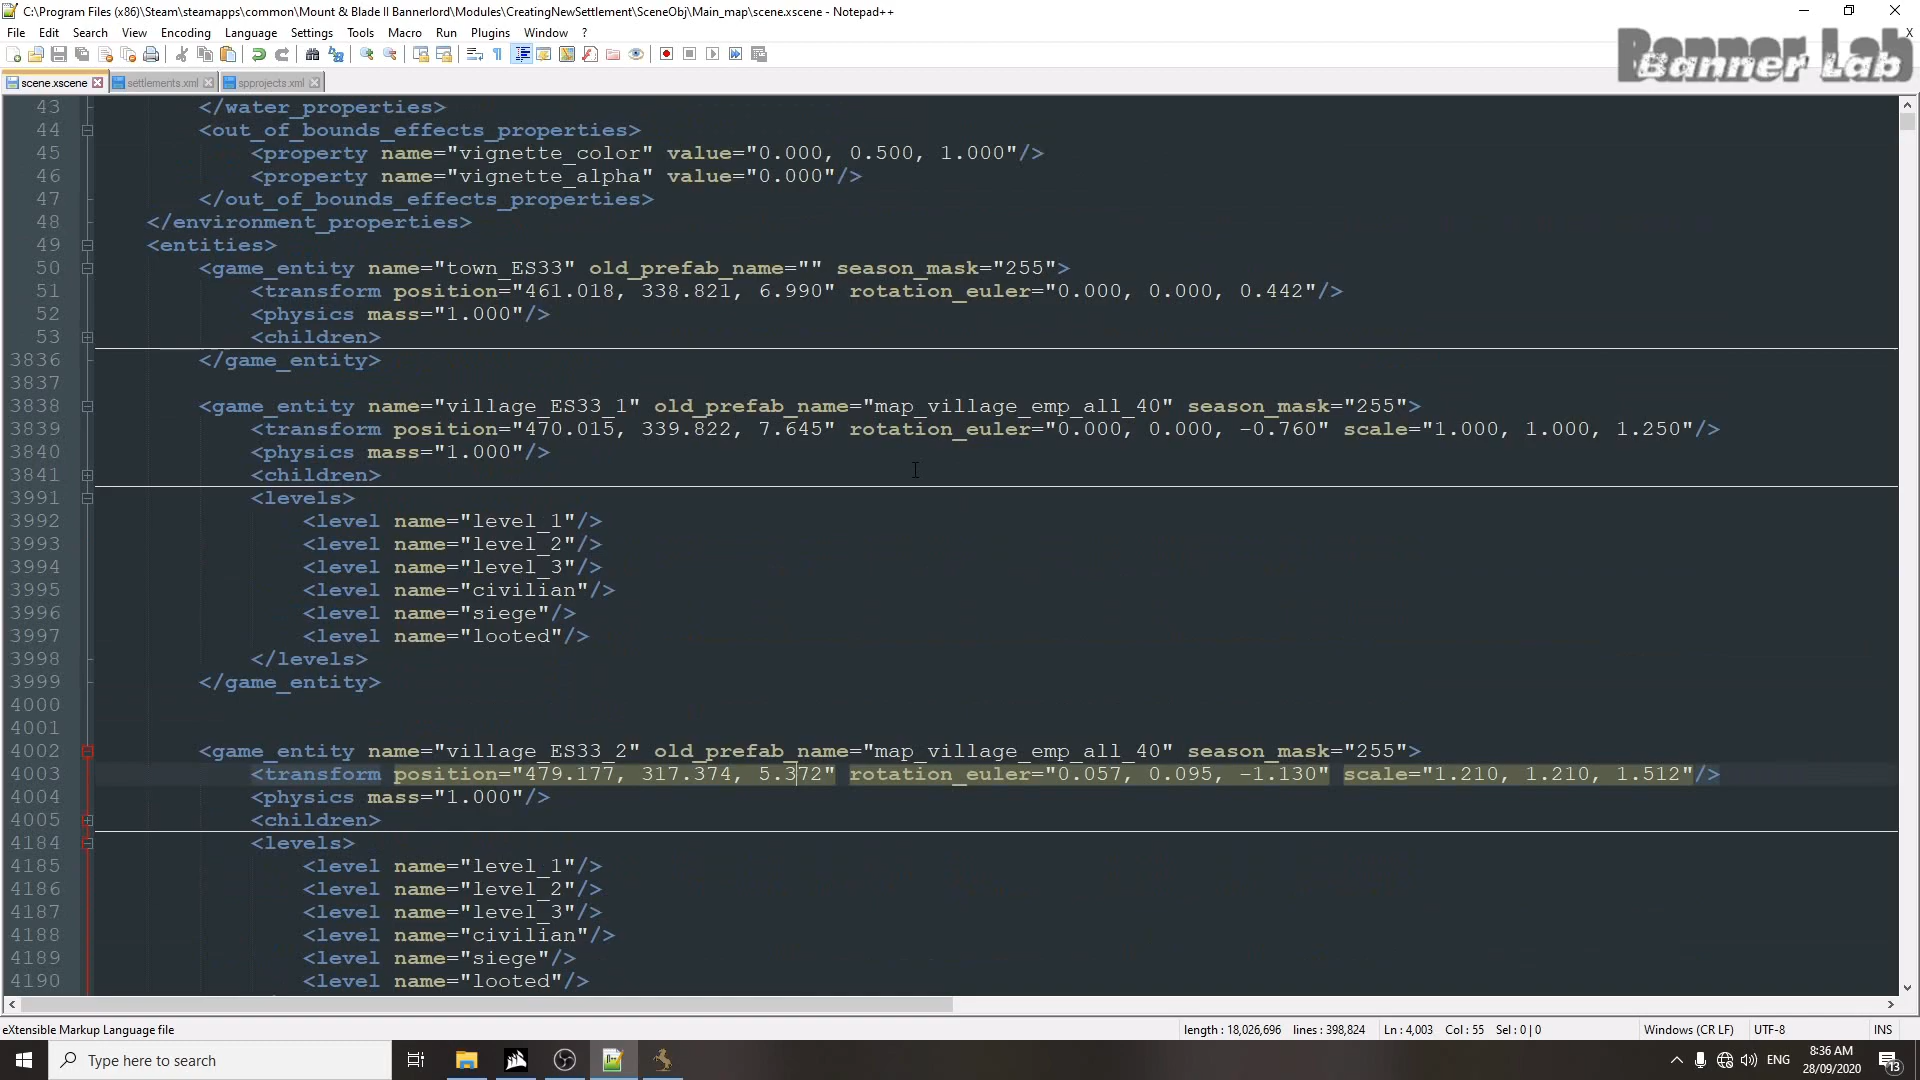 C:\Program Files (x86)\Steam\steamapps\common\Mount & Blade II Bannerlord\Modules\CreatingNewSettlement\SceneObj\Main_map\scene.xscene - Notepad++
File Edit Search View Encoding Language Settings Tools Macro Run Plugins Window ? X
Banner Lab
scene.xscene settlements.xml spprojects.xml
43 </water_properties>
44 <out_of_bounds_effects_properties>
45 <property name="vignette_color" value="0.000, 0.500, 1.000"/>
46 <property name="vignette_alpha" value="0.000"/>
47 </out_of_bounds_effects_properties>
48 </environment_properties>
49 <entities>
50 <game_entity name="town_ES33" old_prefab_name="" season_mask="255">
51 <transform position="461.018, 338.821, 6.990" rotation_euler="0.000, 0.000, 0.442"/>
52 <physics mass="1.000"/>
53 <children>
3836 </game_entity>
3837
3838 <game_entity name="village_ES33_1" old_prefab_name="map_village_emp_all_40" season_mask="255">
3839 <transform position="470.015, 339.822, 7.645" rotation_euler="0.000, 0.000, -0.760" scale="1.000, 1.000, 1.250"/>
3840 <physics mass="1.000"/>
3841 <children>
3991 <levels>
3992 <level name="level_1"/>
3993 <level name="level_2"/>
3994 <level name="level_3"/>
3995 <level name="civilian"/>
3996 <level name="siege"/>
3997 <level name="looted"/>
3998 </levels>
3999 </game_entity>
4000
4001
4002 <game_entity name="village_ES33_2" old_prefab_name="map_village_emp_all_40" season_mask="255">
4003 <transform position="479.177, 317.374, 5.372" rotation_euler="0.057, 0.095, -1.130" scale="1.210, 1.210, 1.512"/>
4004 <physics mass="1.000"/>
4005 <children>
4184 <levels>
4185 <level name="level_1"/>
4186 <level name="level_2"/>
4187 <level name="level_3"/>
4188 <level name="civilian"/>
4189 <level name="siege"/>
4190 <level name="looted"/>
eXtensible Markup Language file length : 18,026,696 lines : 398,824 Ln : 4,003 Col : 55 Sel : 0 | 0 Windows (CR LF) UTF-8 INS
Type here to search ENG 8:36 AM
28/09/2020 13